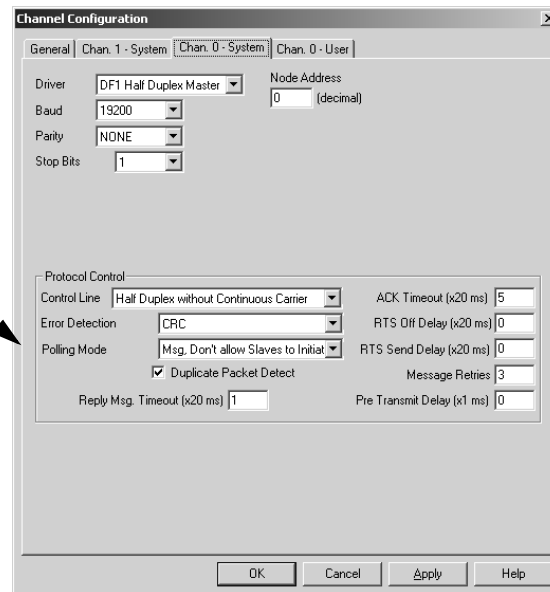 Channel Configuration
General Chan. 1 - System Chan. 0 - System Chan. 0 - User
Driver DF1 Half Duplex Master Node Address
Baud 19200 0 (decimal)
Parity NONE
Stop Bits 1
Protocol Control
Control Line Half Duplex without Continuous Carrier ACK Timeout (x20 ms) 5
Error Detection CRC RTS Off Delay (x20 ms) 0
Polling Mode Msg, Don't allow Slaves to Initiat RTS Send Delay (x20 ms) 0
Duplicate Packet Detect Message Retries 3
Reply Msg. Timeout (x20 ms) 1 Pre Transmit Delay (x1 ms) 0
OK Cancel Apply Help